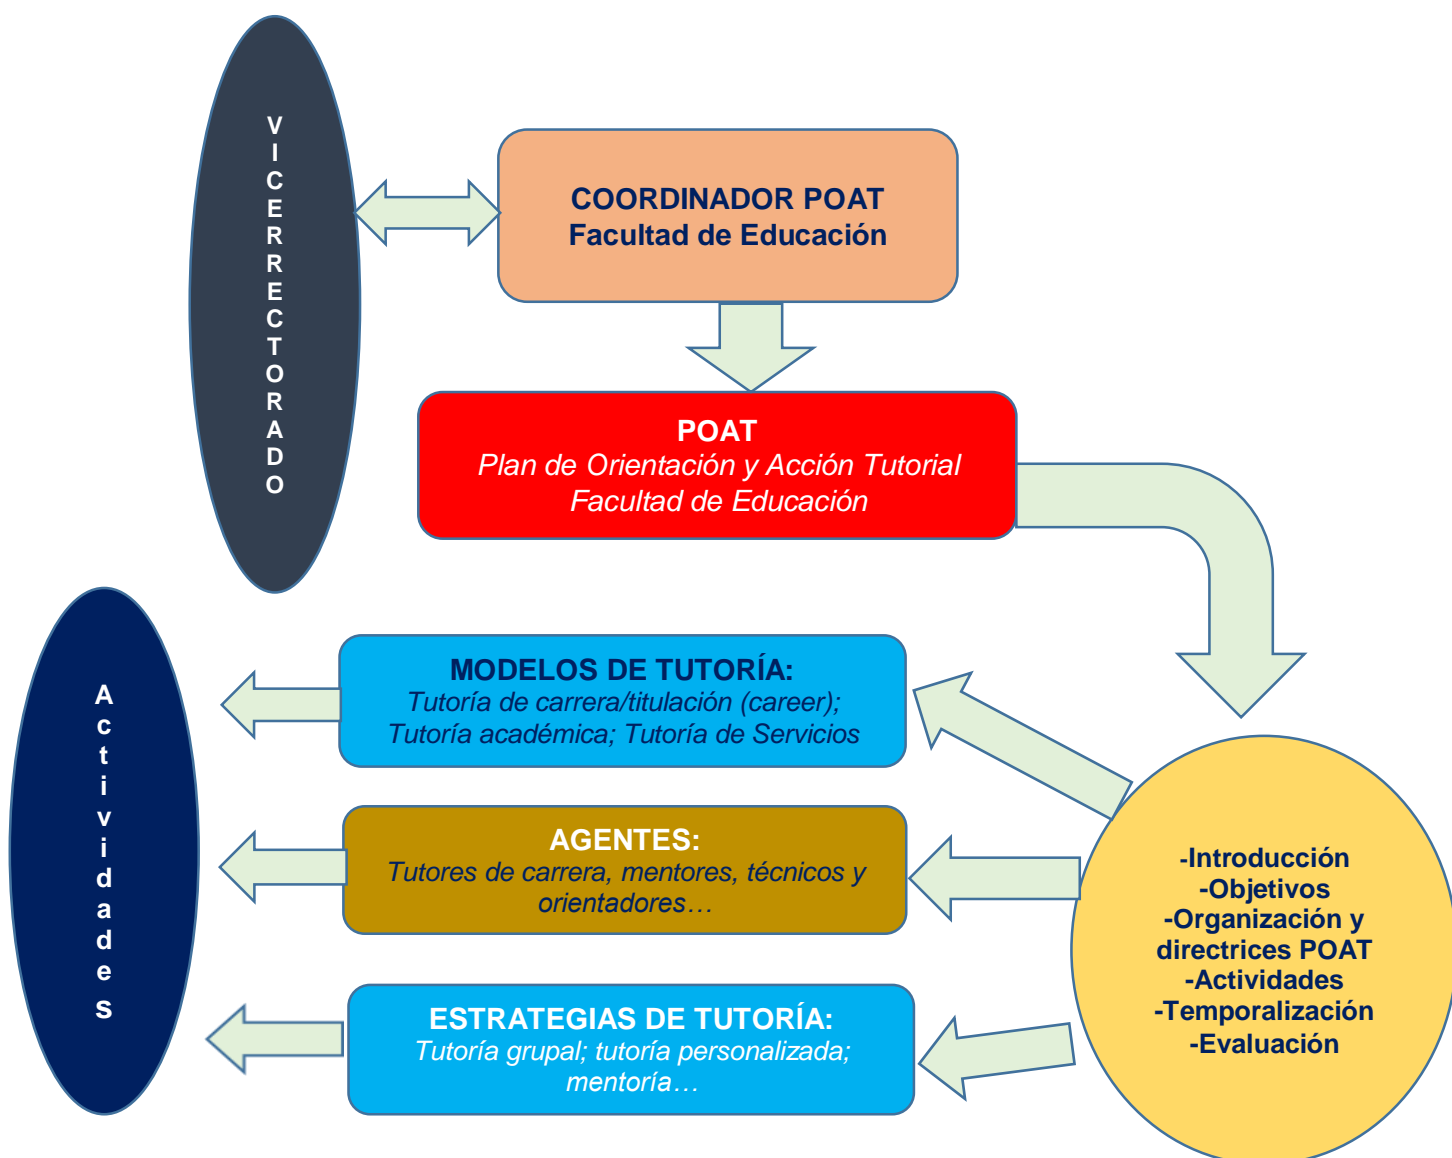 VICERRECTORADO
COORDINADOR POAT
Facultad de Educación
POAT
Plan de Orientación y Acción Tutorial
Facultad de Educación
Actividades
MODELOS DE TUTORÍA:
Tutoría de carrera/titulación (career);
Tutoría académica; Tutoría de Servicios
AGENTES:
Tutores de carrera, mentores, técnicos y
orientadores…
ESTRATEGIAS DE TUTORÍA:
Tutoría grupal; tutoría personalizada;
mentoría…
-Introducción
-Objetivos
-Organización y
directrices POAT
-Actividades
-Temporalización
-Evaluación